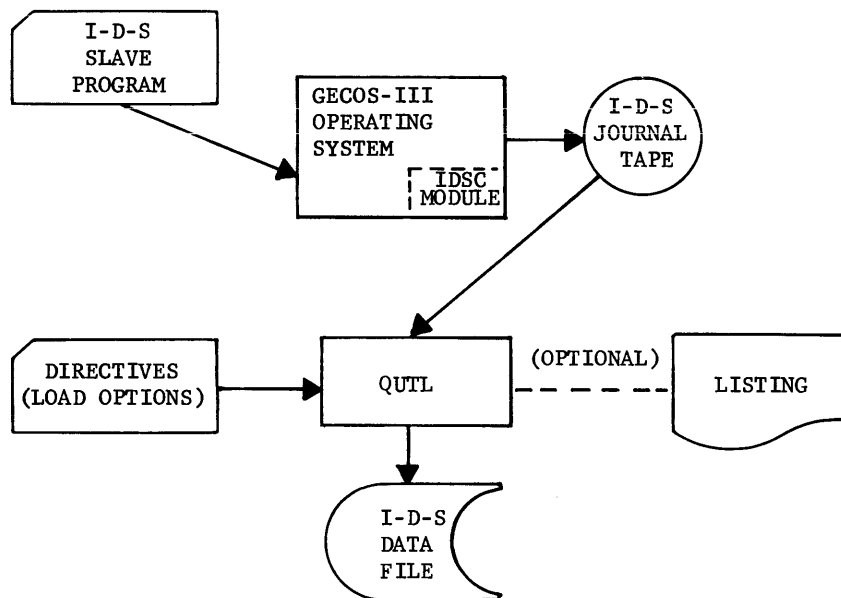 I-D-S
SLAVE
PROGRAM
GECOS-III
OPERATING
SYSTEM
IDSC
MODULE
I-D-S
JOURNAL
TAPE
DIRECTIVES
(LOAD OPTIONS)
QUTL
(OPTIONAL)
LISTING
I-D-S
DATA
FILE